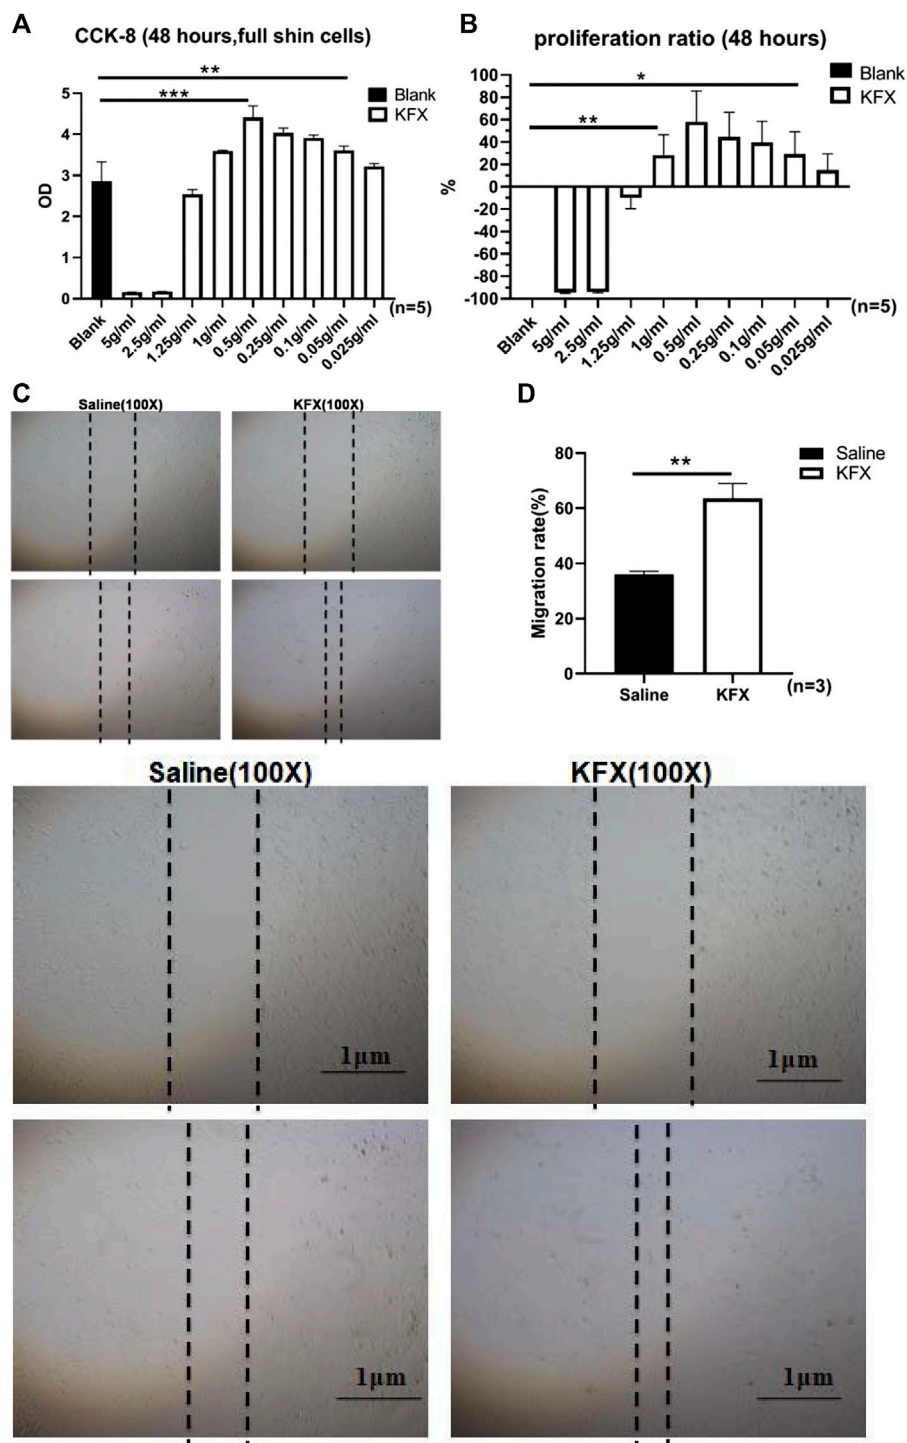 A
CCK-8 (48 hours,full shin cells)
**
***
Blank
KFX
OD
5
4
3
2
1
0
Blank
5g/ml
2.5g/ml
1.25g/ml
1g/ml
0.5g/ml
0.25g/ml
0.1g/ml
0.05g/ml
0.025g/ml
(n=5)
B
proliferation ratio (48 hours)
*
**
Blank
KFX
%
100
80
60
40
20
0
-20
-40
-60
-80
-100
Blank
5g/ml
2.5g/ml
1.25g/ml
1g/ml
0.5g/ml
0.25g/ml
0.1g/ml
0.05g/ml
0.025g/ml
(n=5)
C
Saline(100X)
KFX(100X)
D
**
Saline
KFX
Migration rate(%)
80
60
40
20
0
Saline
KFX
(n=3)
Saline(100X)
KFX(100X)
1μm
1μm
1μm
1μm